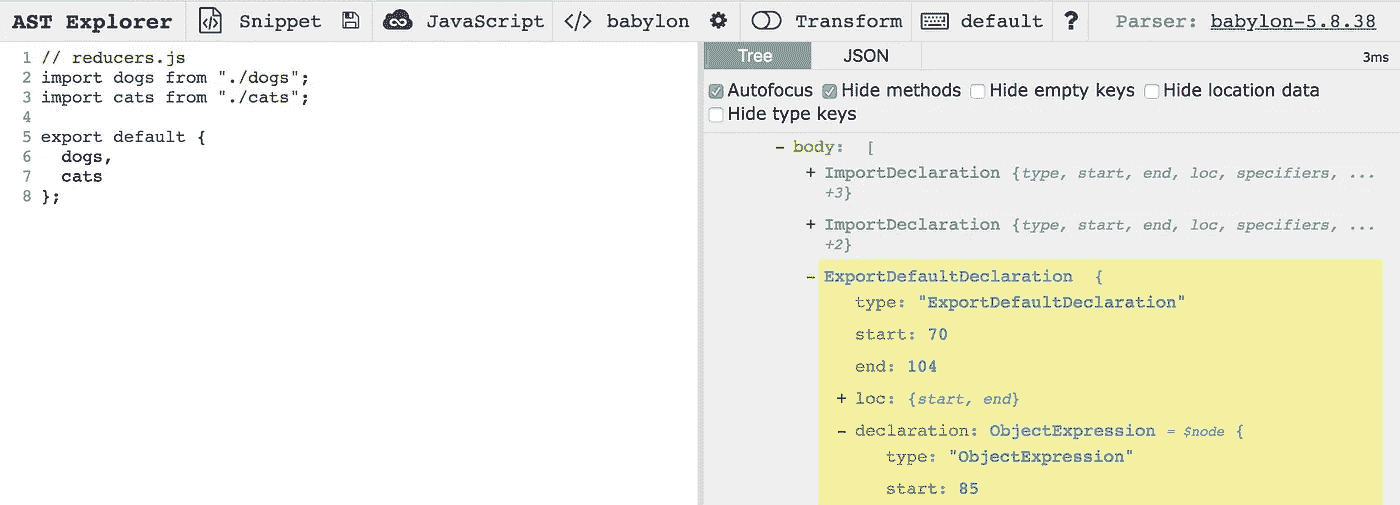 AST Explorer Snippet JavaScript </> babylon Transform default ? Parser: babylon-5.8.38
1 // reducers.js
2 import dogs from "./dogs";
3 import cats from "./cats";
4
5 export default {
6 dogs,
7 cats
8 };
Tree JSON 3ms
Autofocus Hide methods Hide empty keys Hide location data
Hide type keys
- body: [
+ ImportDeclaration {type, start, end, loc, specifiers, ...
+3}
+ ImportDeclaration {type, start, end, loc, specifiers, ...
+2}
- ExportDefaultDeclaration {
type: "ExportDefaultDeclaration"
start: 70
end: 104
+ loc: {start, end}
- declaration: ObjectExpression = $node {
type: "ObjectExpression"
start: 85